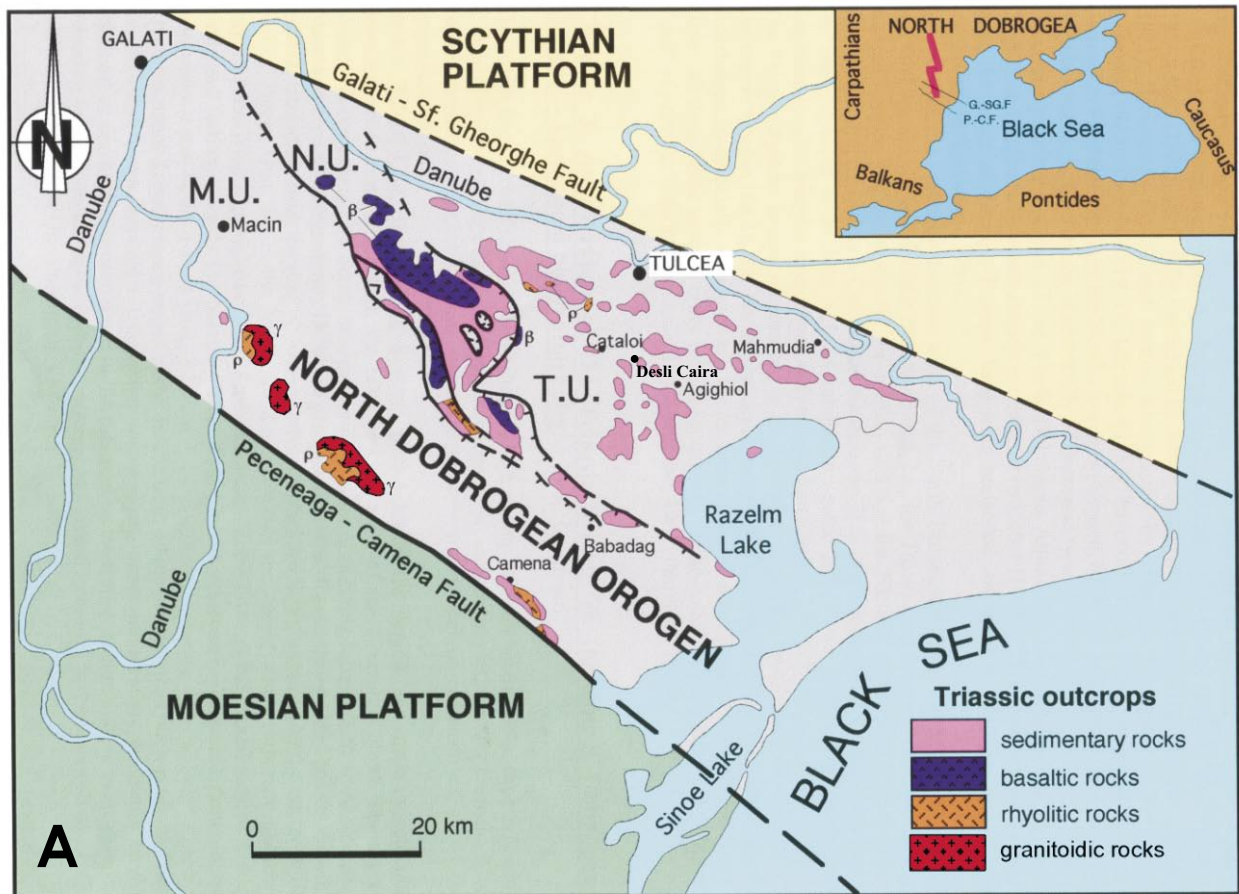 GALATI
SCYTHIAN
PLATFORM
Galati - Sf. Gheorghe Fault
NORTH DOBROGEA
Carpathians
G.-SG.F
P.-C.F.
Black Sea
Caucasus
Balkans
Pontides
N
Danube
M.U.
Macin
N.U.
β
Danube
TULCEA
ρ
β
Cataloi
Mahmudia
Desli Caira
Agighiol
T.U.
γ
ρ
γ
ρ
γ
NORTH DOBROGEAN OROGEN
Peceneaga - Camena Fault
Danube
Razelm
Lake
Babadag
Camena
MOESIAN PLATFORM
Sinoe Lake
BLACK SEA
Triassic outcrops
sedimentary rocks
basaltic rocks
rhyolitic rocks
granitoidic rocks
0 20 km
A